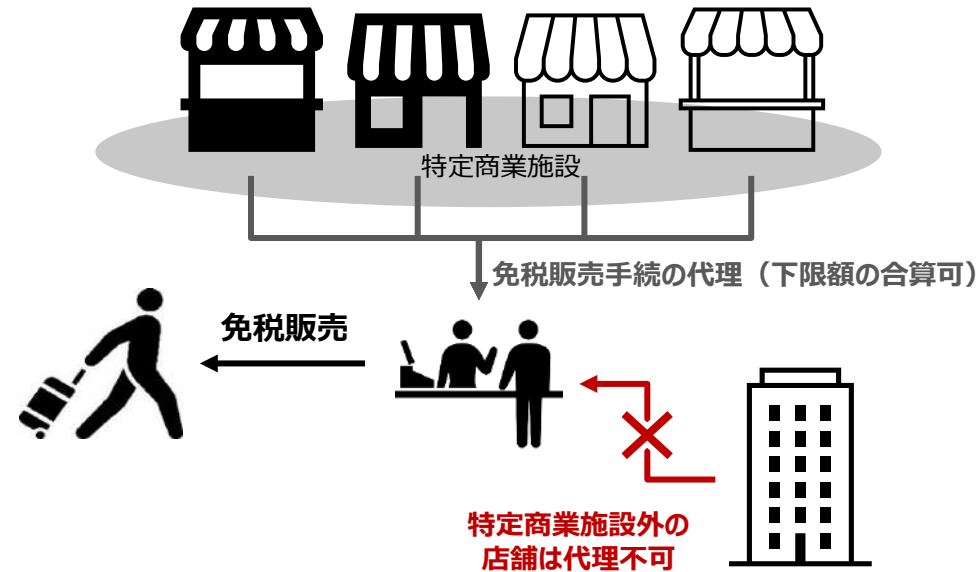 特定商業施設
免税販売手続の代理（下限額の合算可）
免税販売
特定商業施設外の
店舗は代理不可